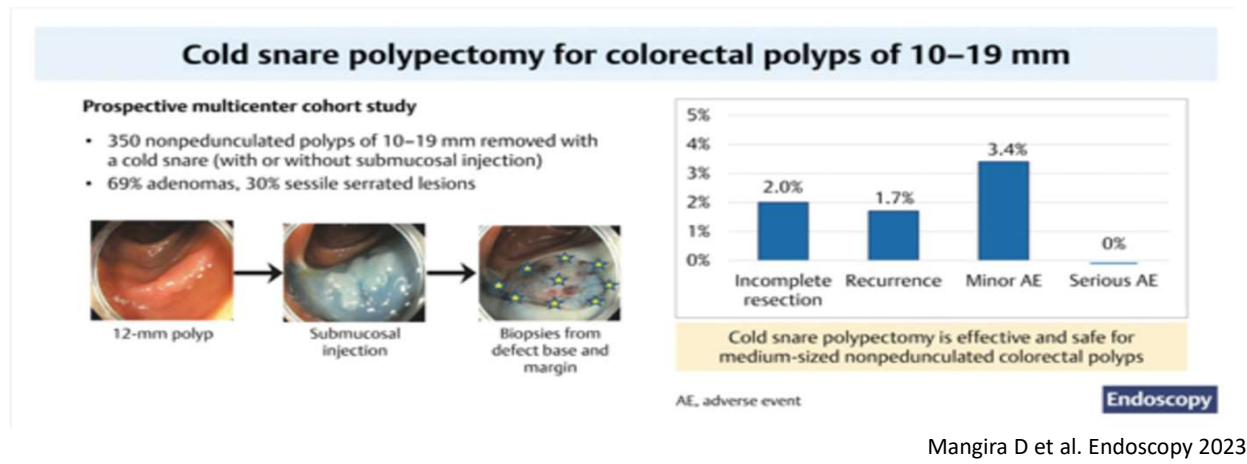 Cold snare polypectomy for colorectal polyps of 10–19 mm
Prospective multicenter cohort study
• 350 nonpedunculated polyps of 10–19 mm removed with
a cold snare (with or without submucosal injection)
• 69% adenomas, 30% sessile serrated lesions
12-mm polyp
Submucosal
injection
Biopsies from
defect base and
margin
5%
4%
3%
2%
1%
0%
2.0%
1.7%
3.4%
0%
Incomplete
resection
Recurrence
Minor AE
Serious AE
Cold snare polypectomy is effective and safe for
medium-sized nonpedunculated colorectal polyps
AE, adverse event
Endoscopy
Mangira D et al. Endoscopy 2023